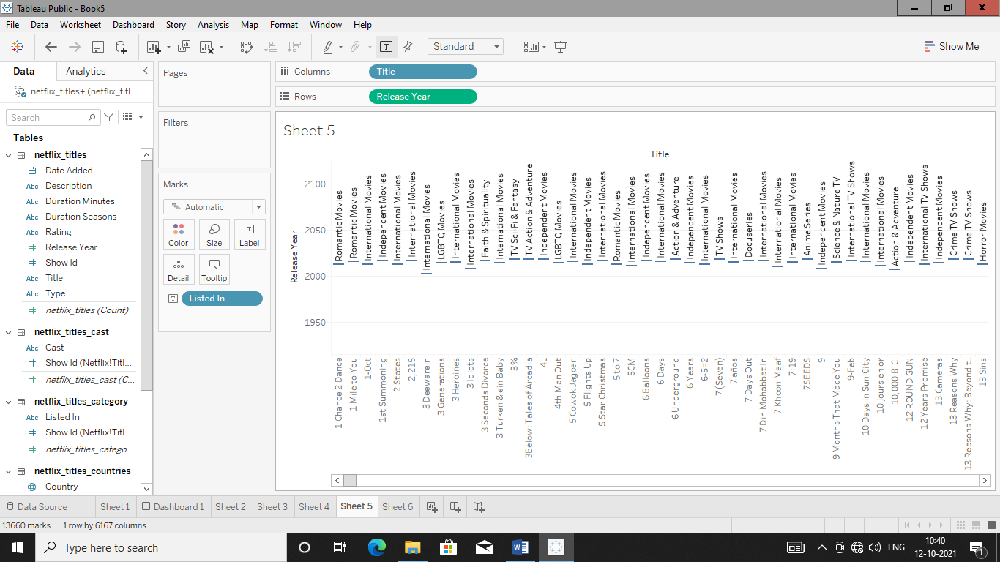 Tableau Public - Book5
File Data Worksheet Dashboard Story Analysis Map Format Window Help
Standard
Show Me
Data Analytics
netflix_titles+ (netflix_titl...
Search
Tables
netflix_titles
Date Added
Abc Description
Duration Minutes
Duration Seasons
Abc Rating
Release Year
Show Id
Abc Title
Abc Type
netflix_titles (Count)
netflix_titles_cast
Abc Cast
Show Id (Netflix!Titl...
netflix_titles_cast (C...
netflix_titles_category
Abc Listed In
Show Id (Netflix!Titl...
netflix_titles_catego...
netflix_titles_countries
Country
Pages
Filters
Marks
Automatic
Color Size Label
Detail Tooltip
Listed In
Columns Title
Rows Release Year
Sheet 5
Title
Release Year
2100
2050
2000
1950
Romantic Movies
Romantic Movies
International Movies
Independent Movies
International Movies
International Movies
International Movies
LGBTQ Movies
International Movies
International Movies
Faith & Spirituality
International Movies
TV Sci-Fi & Fantasy
TV Action & Adventure
Independent Movies
LGBTQ Movies
International Movies
International Movies
International Movies
Romantic Movies
Independent Movies
Independent Movies
International Movies
Action & Adventure
Independent Movies
International Movies
TV Shows
International Movies
Docuseries
International Movies
International Movies
International Movies
Anime Series
Independent Movies
Science & Nature TV
International TV Shows
International Movies
International Movies
Action & Adventure
Independent Movies
International TV Shows
Independent Movies
Crime TV Shows
Crime TV Shows
Horror Movies
1 Chance 2 Dance
1 Mile to You
1-Oct
1st Summoning
2 States
2,215
3 Deewarein
3 Generations
3 Heroines
3 Idiots
3 Seconds Divorce
3 Türken & ein Baby
3%
3Below: Tales of Arcadia
4L
4th Man Out
5 Cowok Jagoan
5 Flights Up
5 Star Christmas
5 to 7
5CM
6 Balloons
6 Days
6 Underground
6 Years
6-5=2
7 (Seven)
7 años
7 Days Out
7 Din Mohabbat In
7 Khoon Maaf
7:19
7SEEDS
9
9 Months That Made You
9-Feb
10 Days in Sun City
10 jours en or
10,000 B.C.
12 ROUND GUN
12 Years Promise
13 Cameras
13 Reasons Why
13 Reasons Why: Beyond t..
13 Sins
Data Source Sheet 1 Dashboard 1 Sheet 2 Sheet 3 Sheet 4 Sheet 5 Sheet 6
13660 marks 1 row by 6167 columns
Type here to search
ENG
10:40
12-10-2021
1